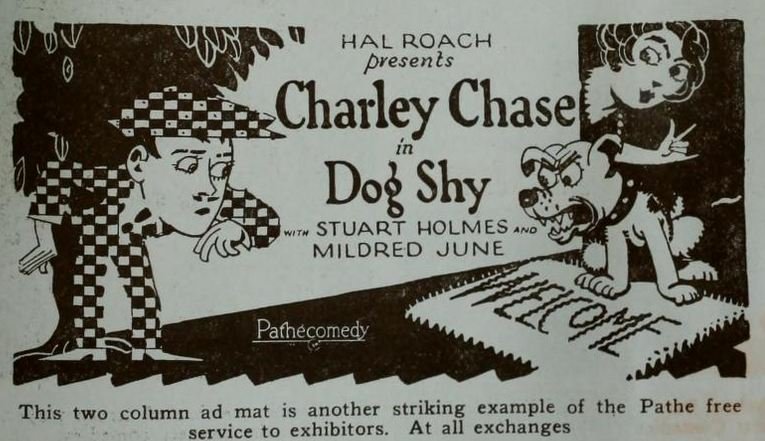 HAL ROACH
presents
Charley Chase
in
Dog Shy
WITH STUART HOLMES AND
MILDRED JUNE
WELCOME
Pathécomedy
This two column ad mat is another striking example of the Pathe free
service to exhibitors. At all exchanges